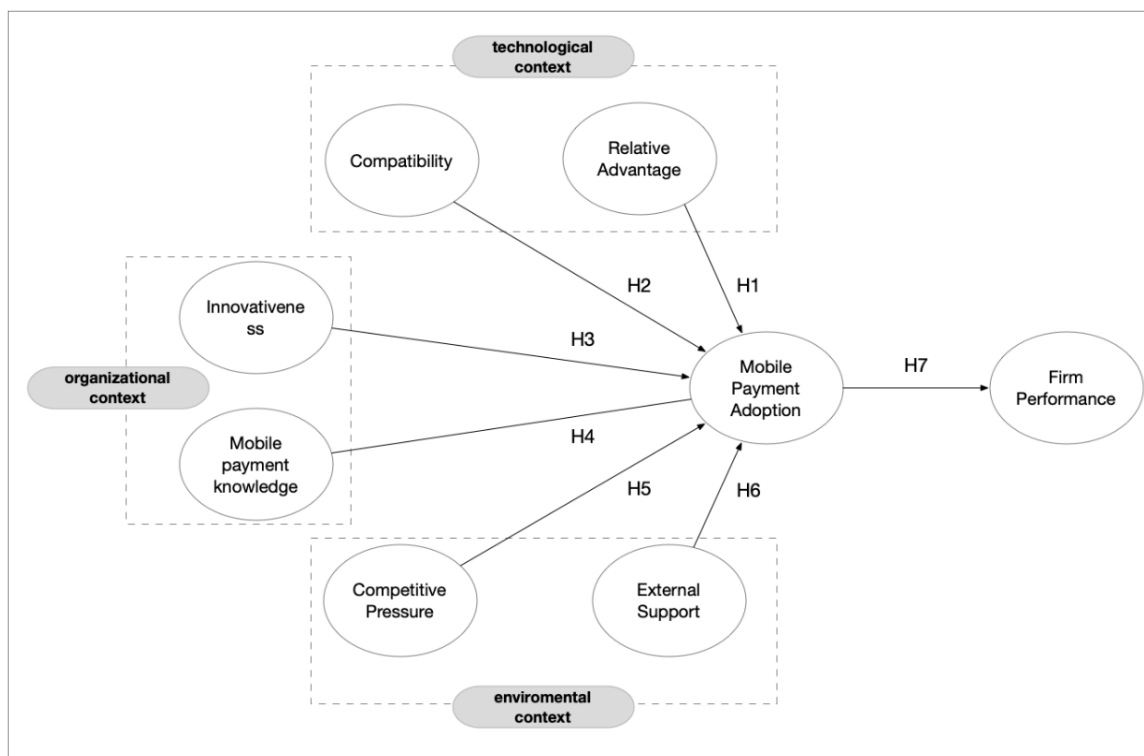 technological
context
Compatibility
Relative
Advantage
H2
H1
Innovativene
ss
H3
organizational
context
Mobile
Payment
Adoption
H7
Firm
Performance
Mobile
payment
knowledge
H4
H5
H6
Competitive
Pressure
External
Support
enviromental
context